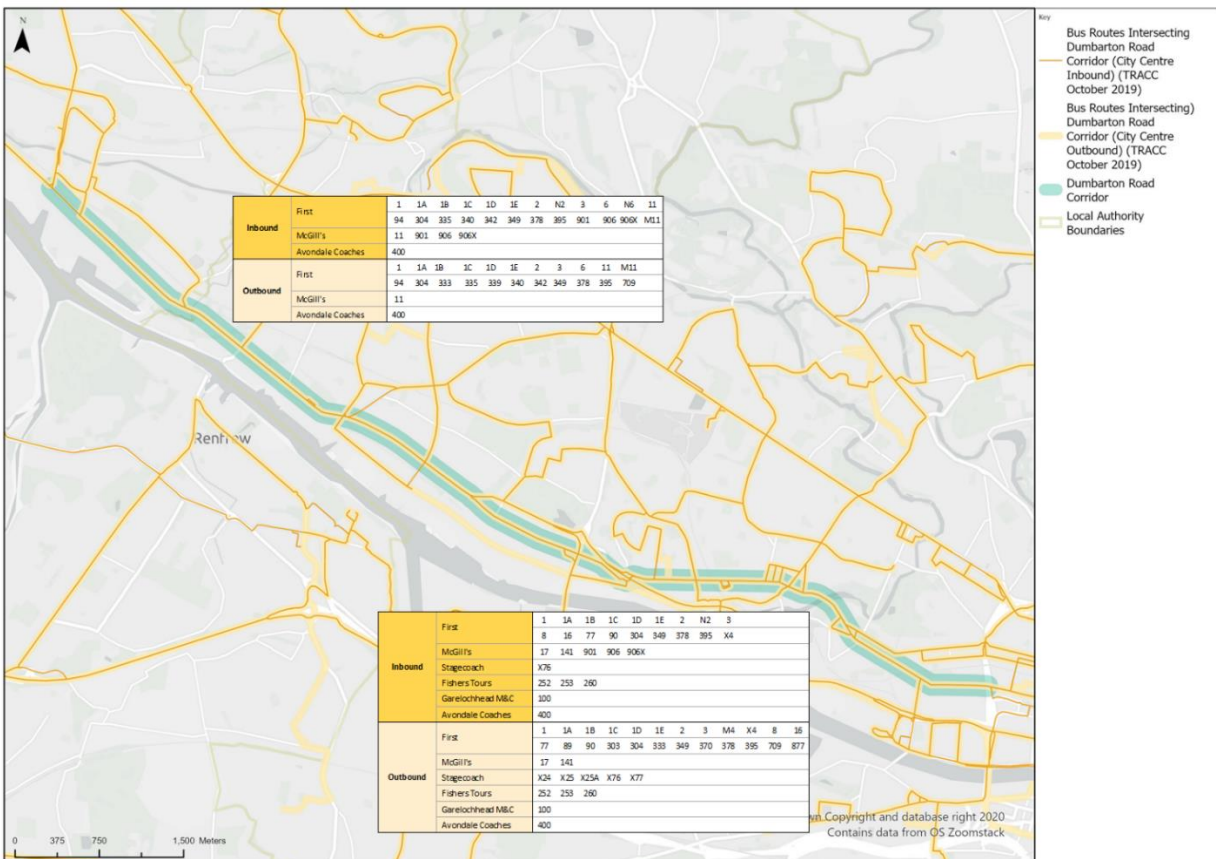 N
Key
Bus Routes Intersecting
Dumbarton Road
Corridor (City Centre
Inbound) (TRACC
October 2019)
Bus Routes Intersecting)
Dumbarton Road
Corridor (City Centre
Outbound) (TRACC
October 2019)
Dumbarton Road
Corridor
Local Authority
Boundaries
Inbound
First
1 1A 1B 1C 1D 1E 2 N2 3 6 N6 11
94 304 335 340 342 349 378 395 901 906 906X M11
McGill's 11 901 906 906X
Avondale Coaches 400
Outbound
First
1 1A 1B 1C 1D 1E 2 3 6 11 M11
94 304 333 335 339 340 342 349 378 395 709
McGill's 11
Avondale Coaches 400
Renfrew
Inbound
First
1 1A 1B 1C 1D 1E 2 N2 3
8 16 77 90 304 349 378 395 X4
McGill's 17 141 901 906 906X
Stagecoach X76
Fishers Tours 252 253 260
Garelochhead M&C 100
Avondale Coaches 400
Outbound
First
1 1A 1B 1C 1D 1E 2 3 M4 X4 8 16
77 89 90 303 304 333 349 370 378 395 709 877
McGill's 17 141
Stagecoach X24 X25 X25A X76 X77
Fishers Tours 252 253 260
Garelochhead M&C 100
Avondale Coaches 400
0 375 750 1,500 Meters
wn Copyright and database right 2020
Contains data from OS Zoomstack